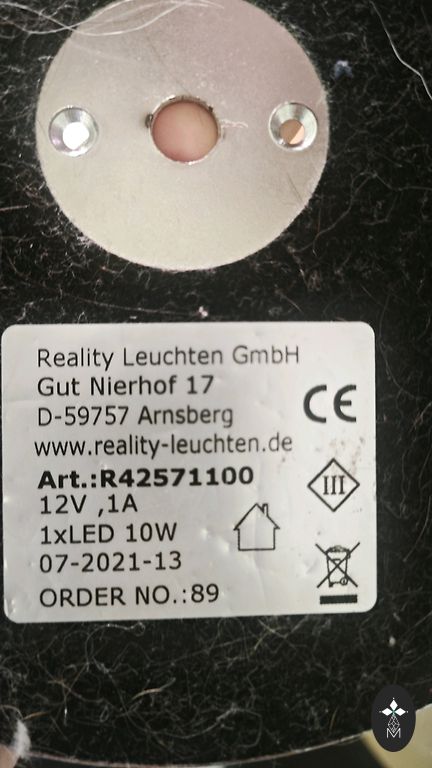 Reality Leuchten GmbH
Gut Nierhof 17
D-59757 Arnsberg
www.reality-leuchten.de
Art.:R42571100
12V ,1A
1xLED 10W
07-2021-13
ORDER NO.:89
CE
III
M